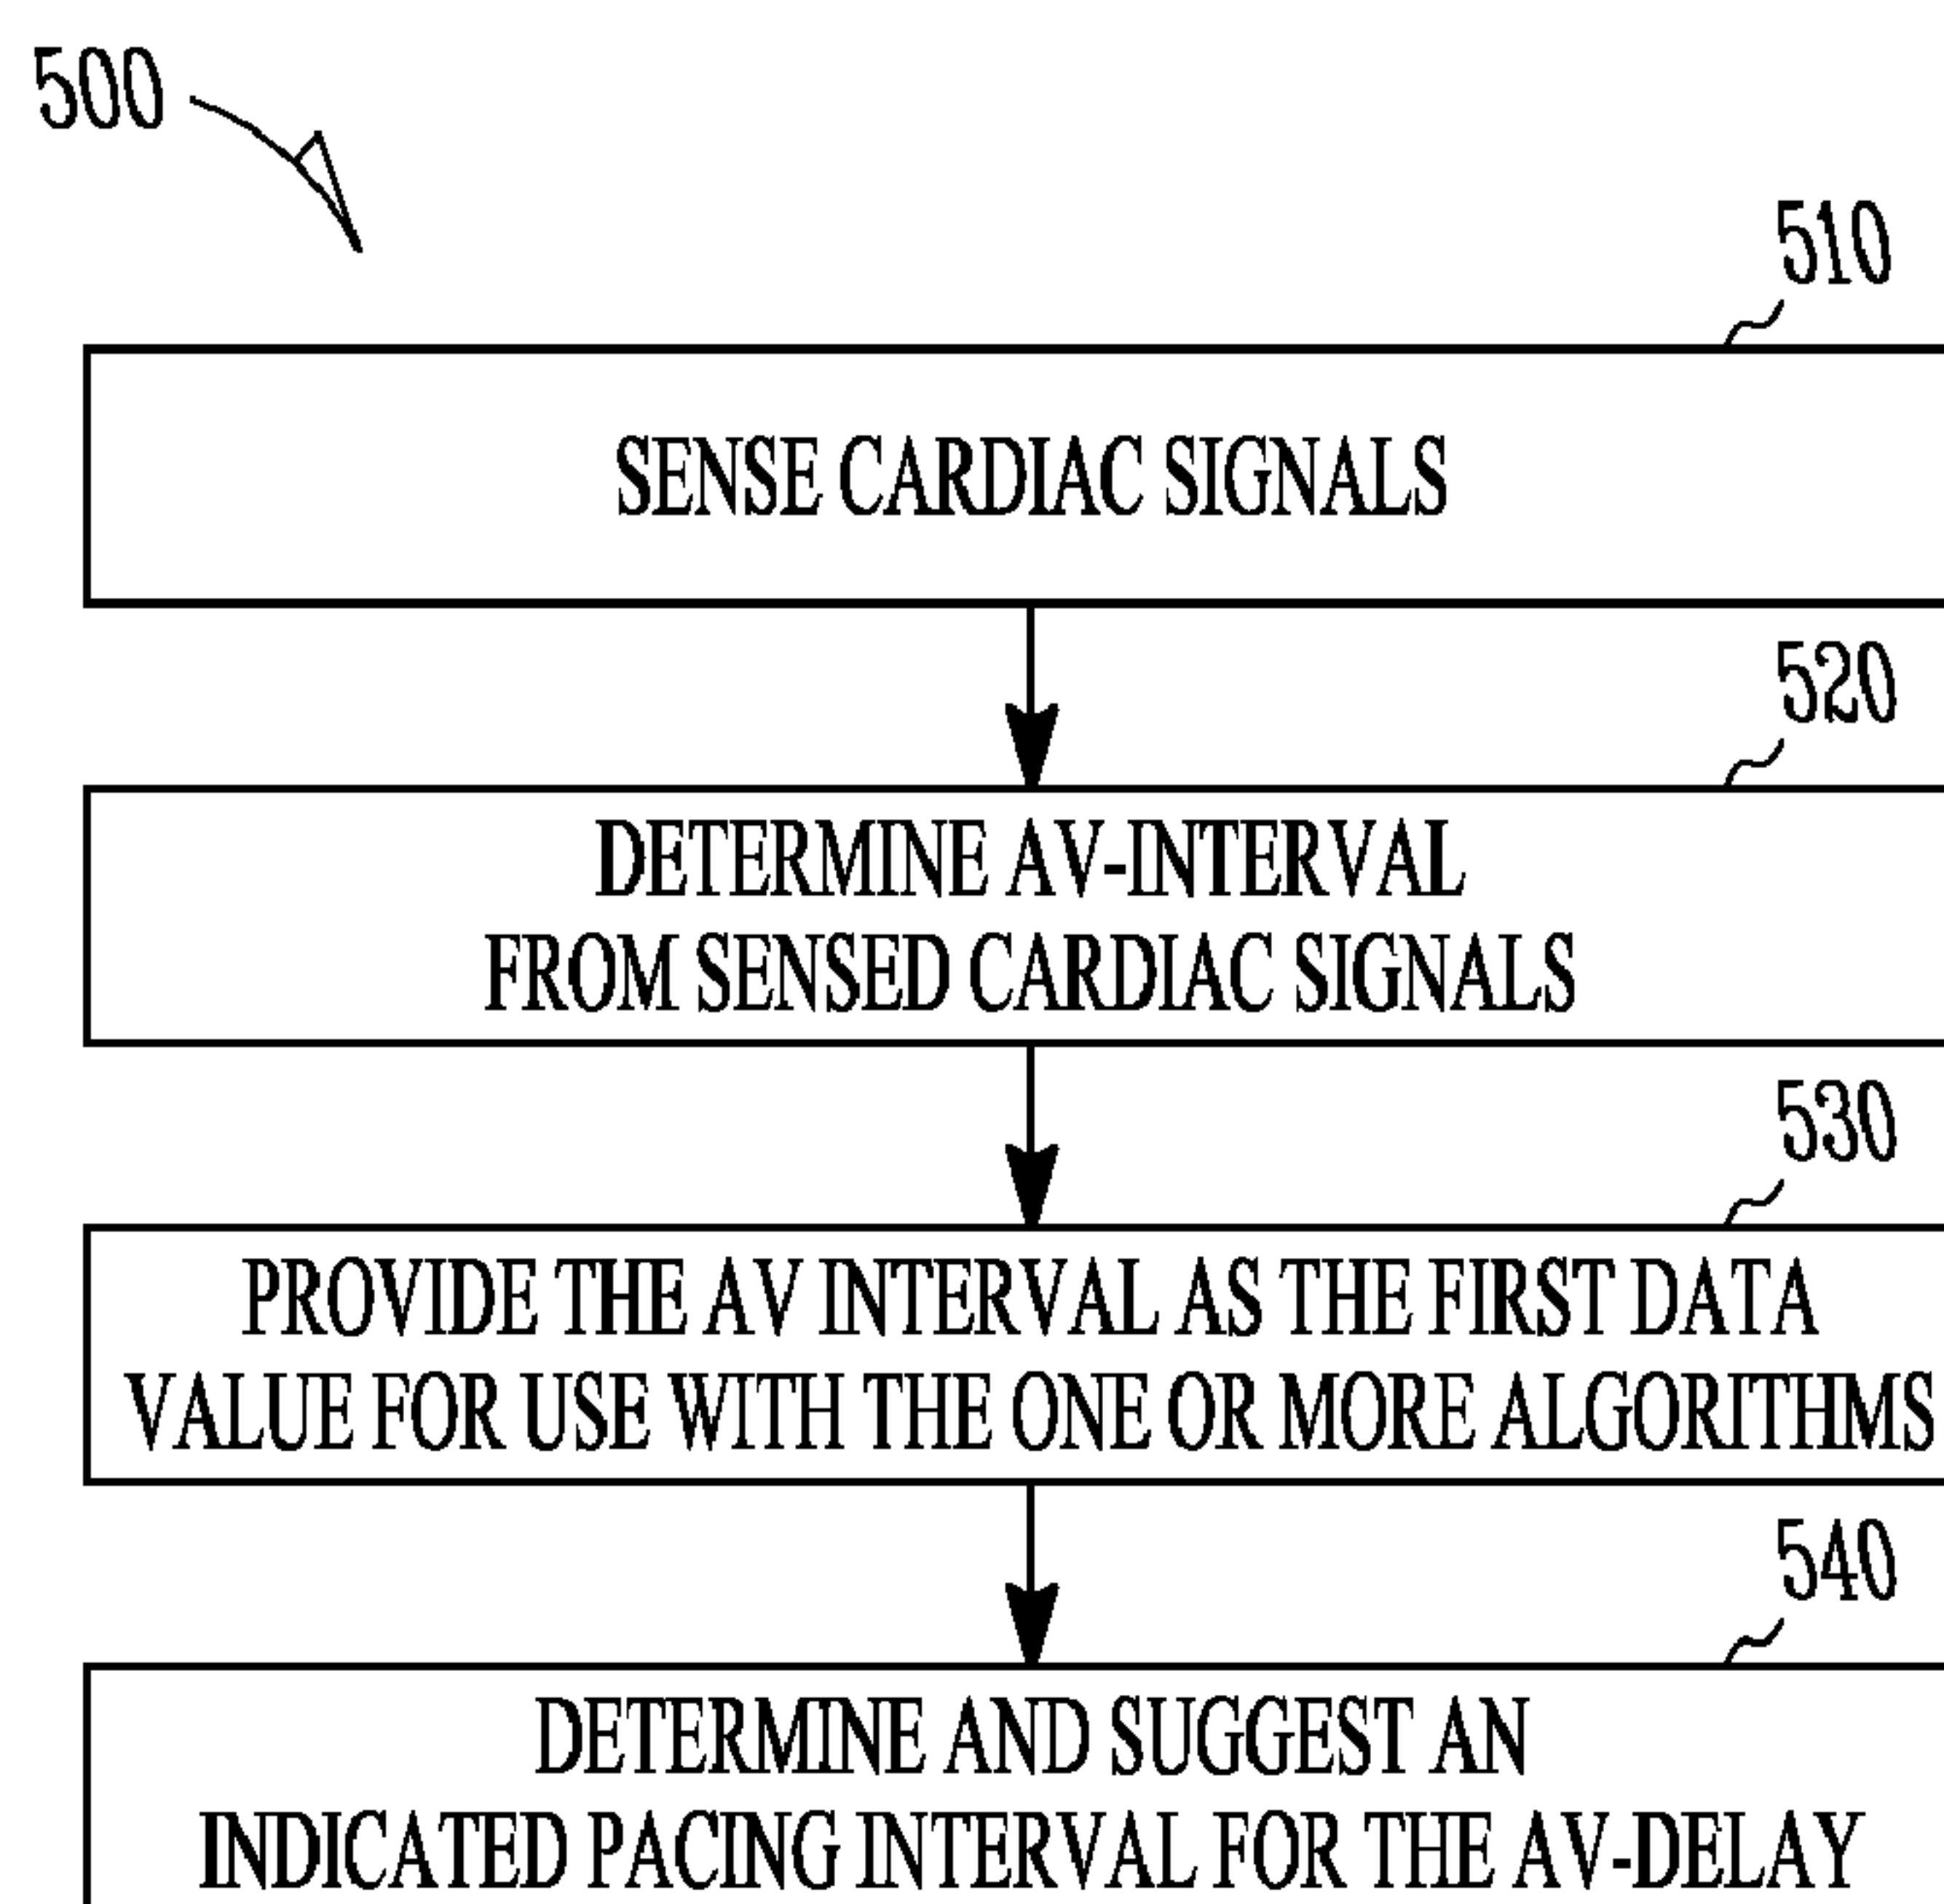 500
510
SENSE CARDIAC SIGNALS
520
DETERMINE AV-INTERVAL
FROM SENSED CARDIAC SIGNALS
530
PROVIDE THE AV INTERVAL AS THE FIRST DATA
VALUE FOR USE WITH THE ONE OR MORE ALGORITHMS
540
DETERMINE AND SUGGEST AN
INDICATED PACING INTERVAL FOR THE AV-DELAY